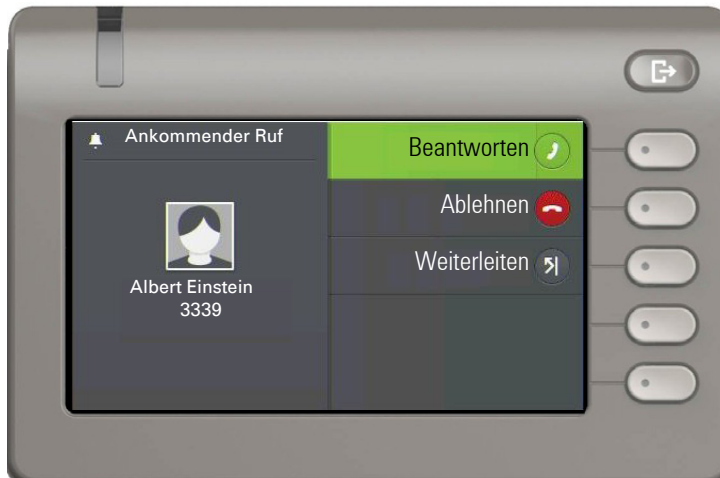 Ankommender Ruf
Albert Einstein
3339
Beantworten
Ablehnen
Weiterleiten